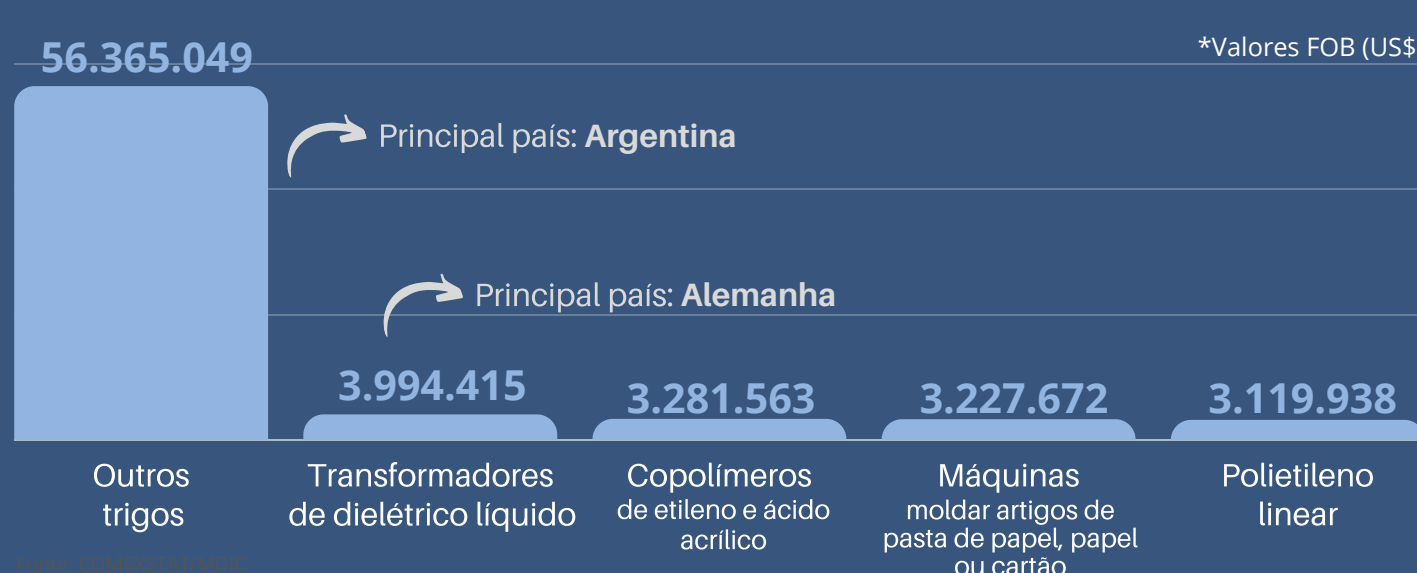 56.365.049
*Valores FOB (US$
Principal país: Argentina
Principal país: Alemanha
3.994.415
3.281.563
3.227.672
3.119.938
Outros
trigos
Transformadores
de dielétrico líquido
Copolímeros
de etileno e ácido
acrílico
Máquinas
moldar artigos de
pasta de papel, papel
ou cartão
Polietileno
linear